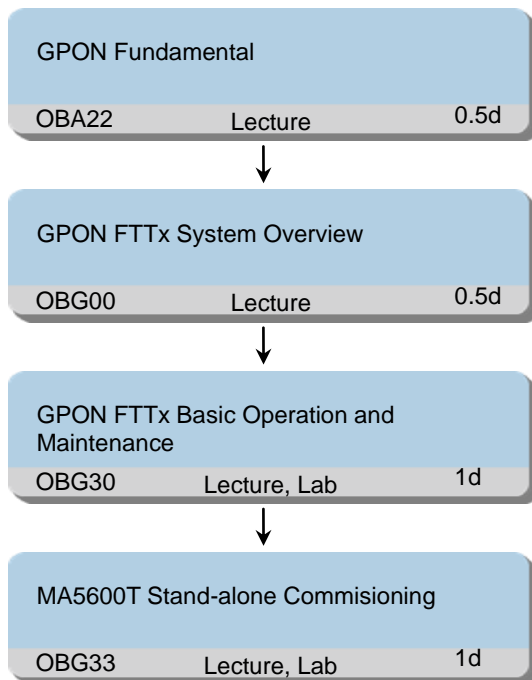 GPON Fundamental
OBA22 Lecture 0.5d
GPON FTTx System Overview
OBG00 Lecture 0.5d
GPON FTTx Basic Operation and
Maintenance
OBG30 Lecture, Lab 1d
MA5600T Stand-alone Commisioning
OBG33 Lecture, Lab 1d